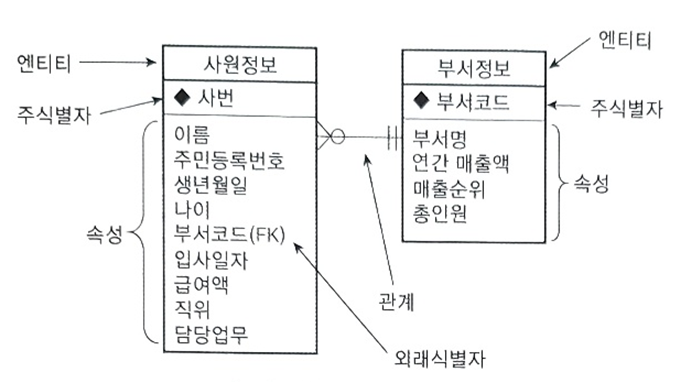 엔티티
사원정보
◆ 사번
주식별자
이름
주민등록번호
생년월일
나이
부서코드(FK)
입사일자
급여액
직위
담당업무
속성
엔티티
부서정보
◆ 부서코드
주식별자
부서명
연간 매출액
매출순위
총인원
속성
관계
외래식별자